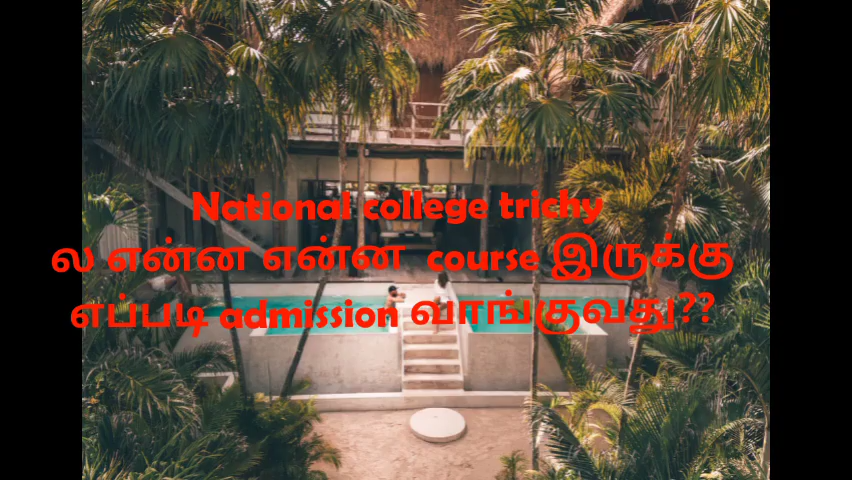 National college trichy
ல என்ன என்ன course இருக்கு
எப்படி admission வாங்குவது??